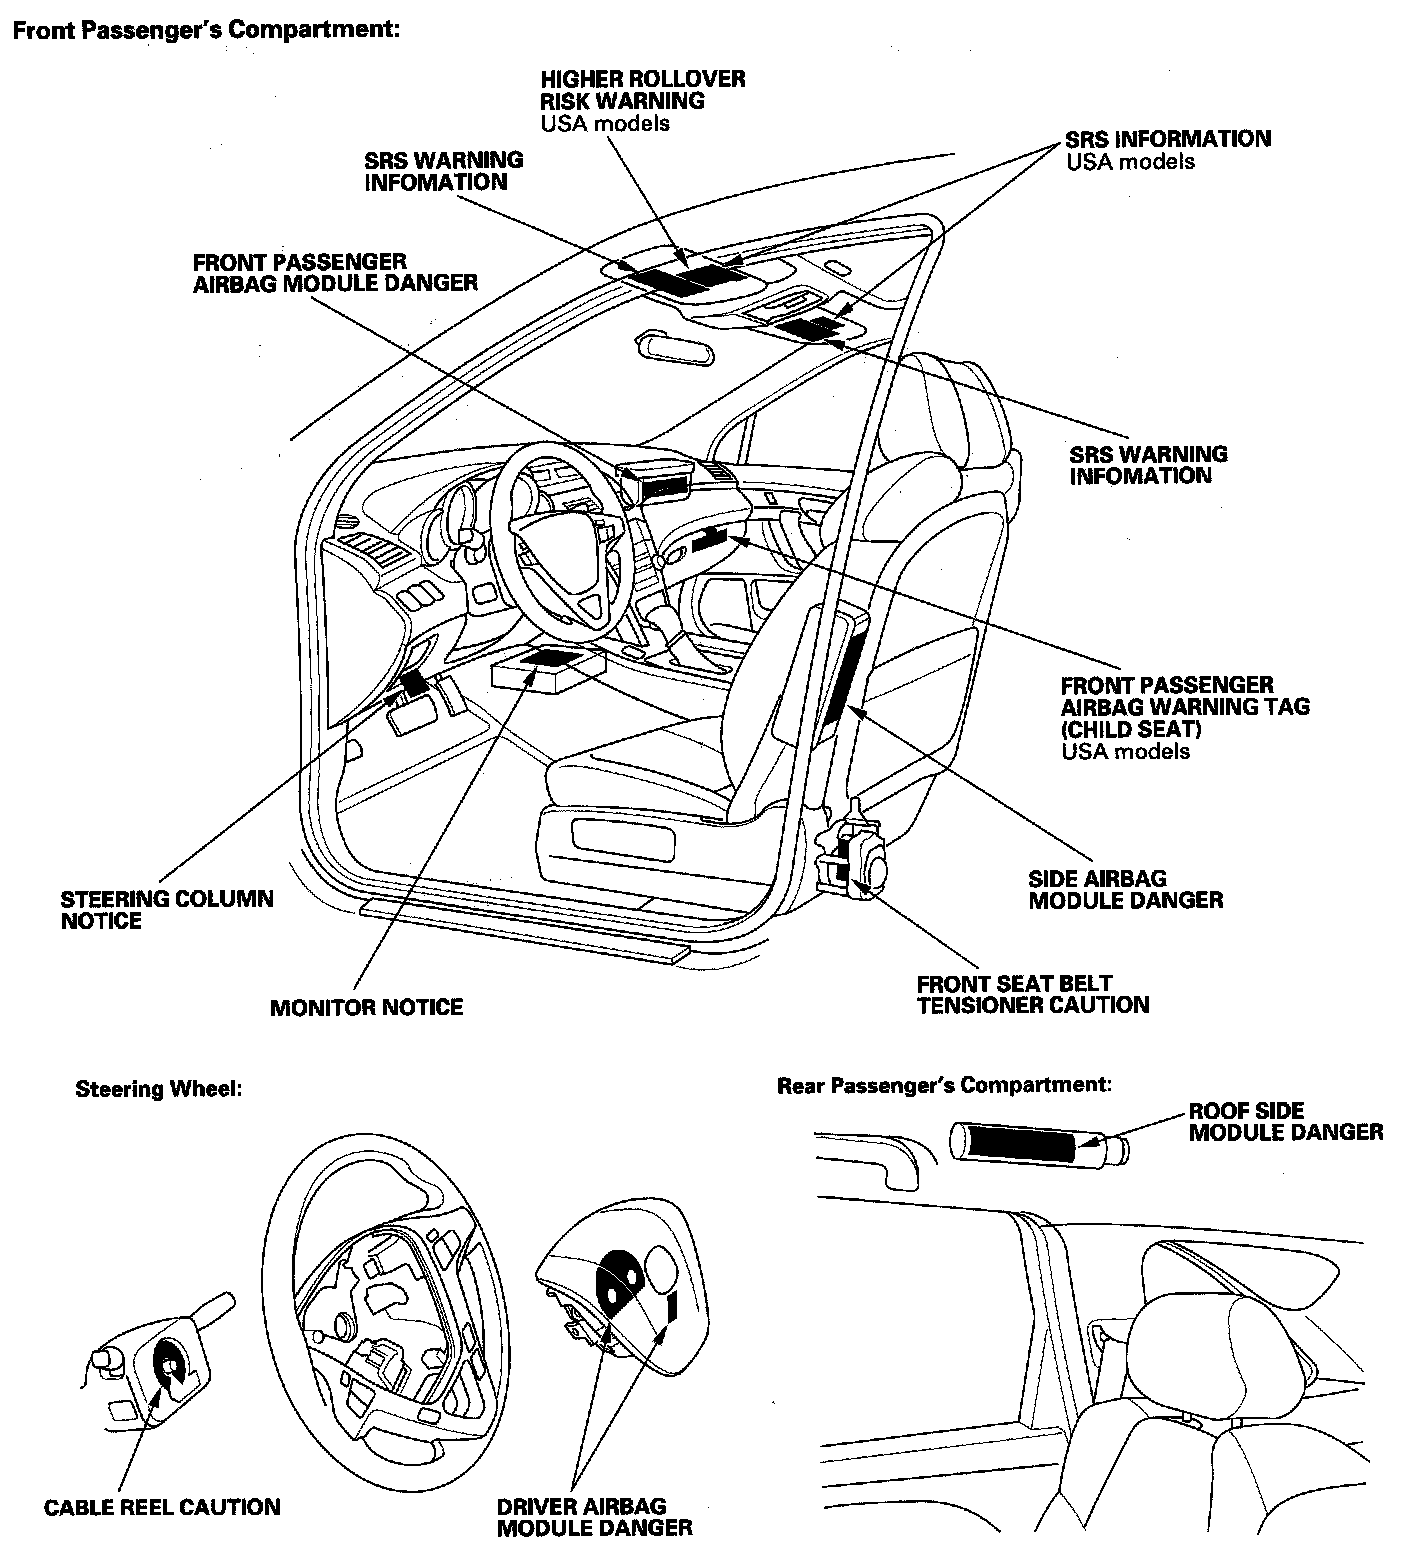 Front Passenger's Compartment:
HIGHER ROLLOVER
RISK WARNING
USA models
SRS INFORMATION
USA models
SRS WARNING
INFOMATION
FRONT PASSENGER
AIRBAG MODULE DANGER
SRS WARNING
INFOMATION
FRONT PASSENGER
AIRBAG WARNING TAG
(CHILD SEAT)
USA models
SIDE AIRBAG
MODULE DANGER
STEERING COLUMN
NOTICE
FRONT SEAT BELT
TENSIONER CAUTION
MONITOR NOTICE
Steering Wheel:
CABLE REEL CAUTION
DRIVER AIRBAG
MODULE DANGER
Rear Passenger's Compartment:
ROOF SIDE
MODULE DANGER